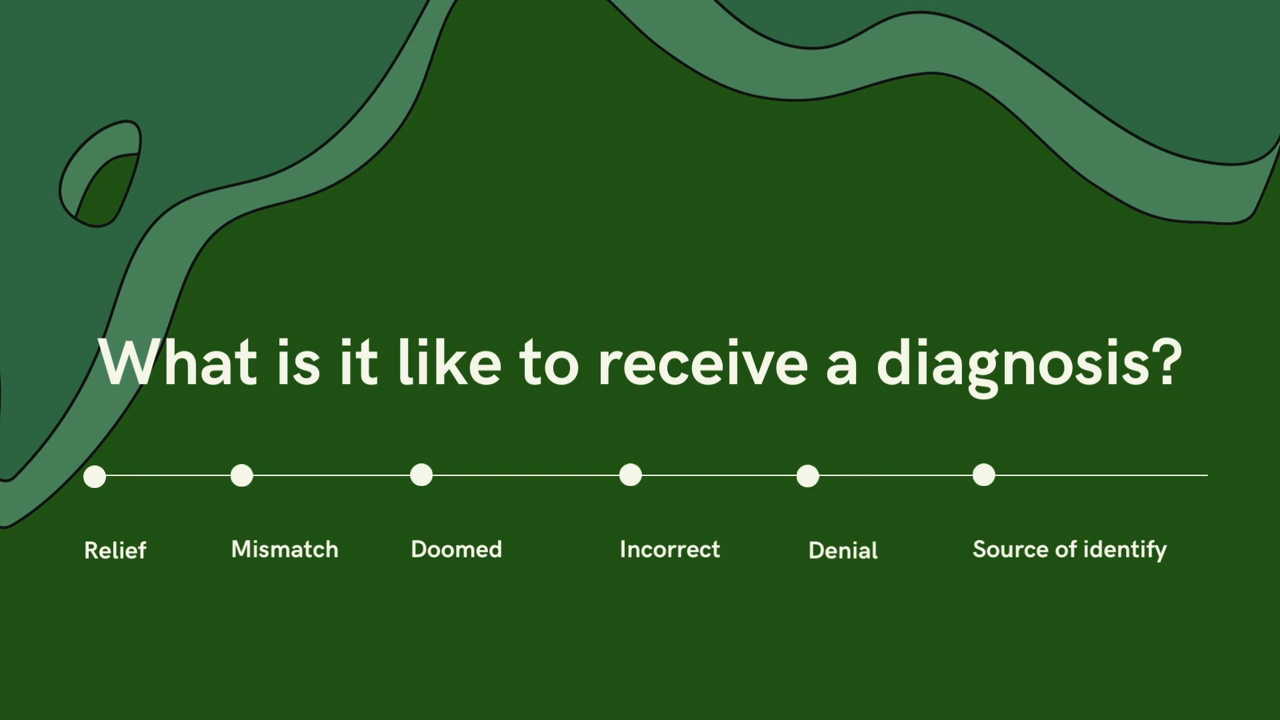 What is it like to receive a diagnosis?
Relief
Mismatch
Doomed
Incorrect
Denial
Source of identify